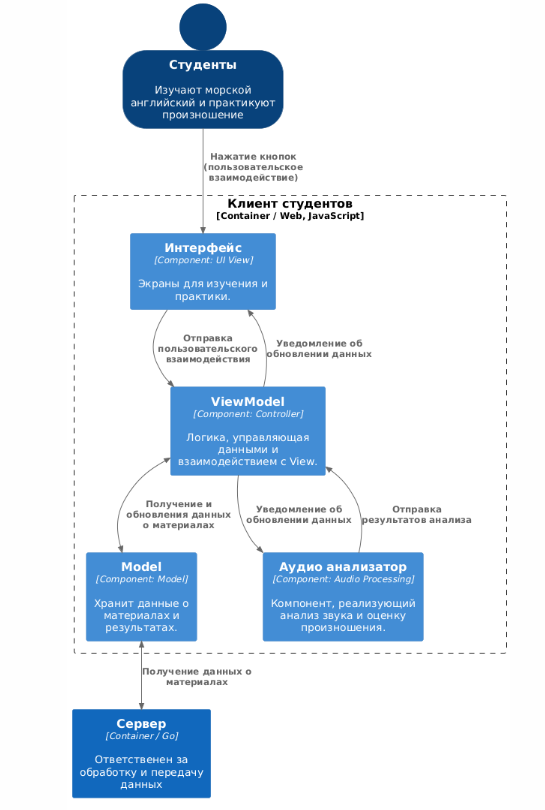 Студенты
Изучают морской
английский и практикуют
произношение
Нажатие кнопок
(пользовательское
взаимодействие)
Клиент студентов
[Container / Web, JavaScript]
Интерфейс
[Component: UI View]
Экраны для изучения и
практики.
Отправка
пользовательского
взаимодействия
Уведомление об
обновлении данных
ViewModel
[Component: Controller]
Логика, управляющая
данными и
взаимодействием с View.
Получение и
обновления данных
о материалах
Уведомление об
обновлении данных
Отправка
результатов анализа
Model
[Component: Model]
Хранит данные о
материалах и
результатах.
Аудио анализатор
[Component: Audio Processing]
Компонент, реализующий
анализ звука и оценку
произношения.
Получение данных о
материалах
Сервер
[Container / Go]
Ответственен за
обработку и передачу
данных